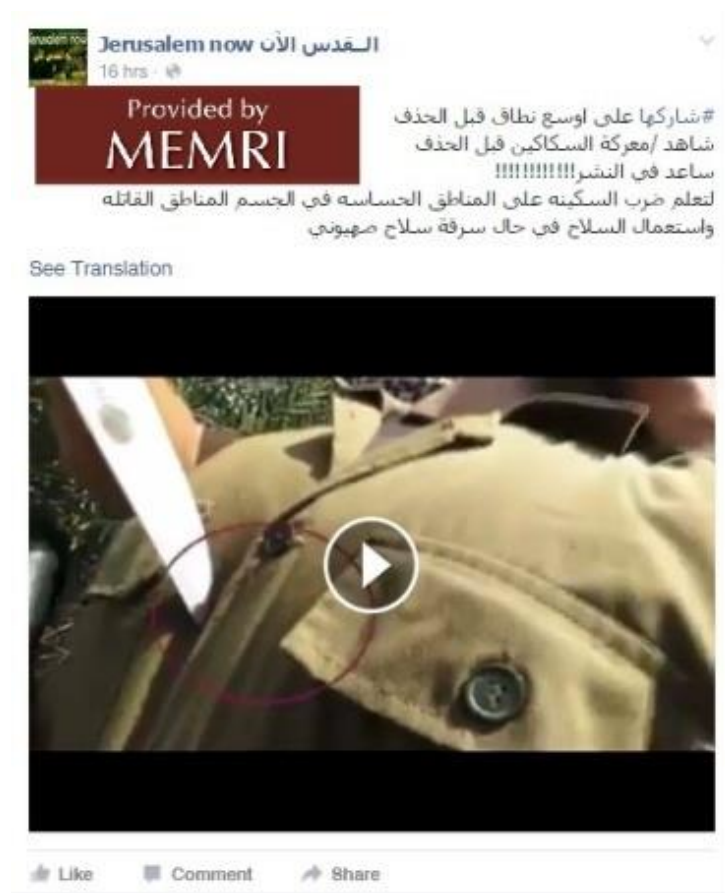 الـقدس الآن Jerusalem now
16 hrs
Provided by
MEMRI
#شاركها على اوسع نطاق قبل الحذف
شاهد /معركة السكاكين قبل الحذف
ساعد في النشر!!!!!!!!!!!!
لتعلم ضرب السكينه على المناطق الحساسه في الجسم المناطق القاتله
واستعمال السلاح في حال سرقة سلاح صهيوني
See Translation
Like Comment Share